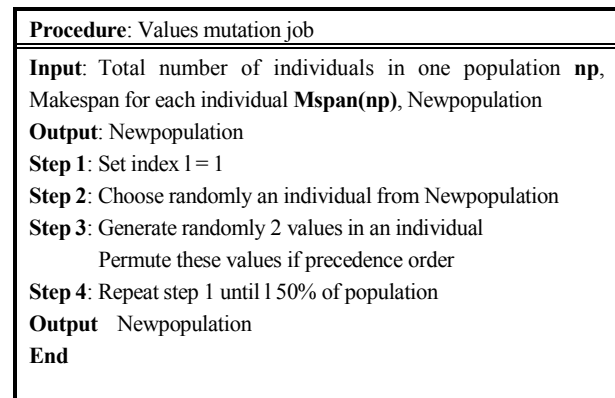 Procedure: Values mutation job
Input: Total number of individuals in one population np,
Makespan for each individual Mspan(np), Newpopulation
Output: Newpopulation
Step 1: Set index l = 1
Step 2: Choose randomly an individual from Newpopulation
Step 3: Generate randomly 2 values in an individual
Permute these values if precedence order
Step 4: Repeat step 1 until l 50% of population
Output Newpopulation
End